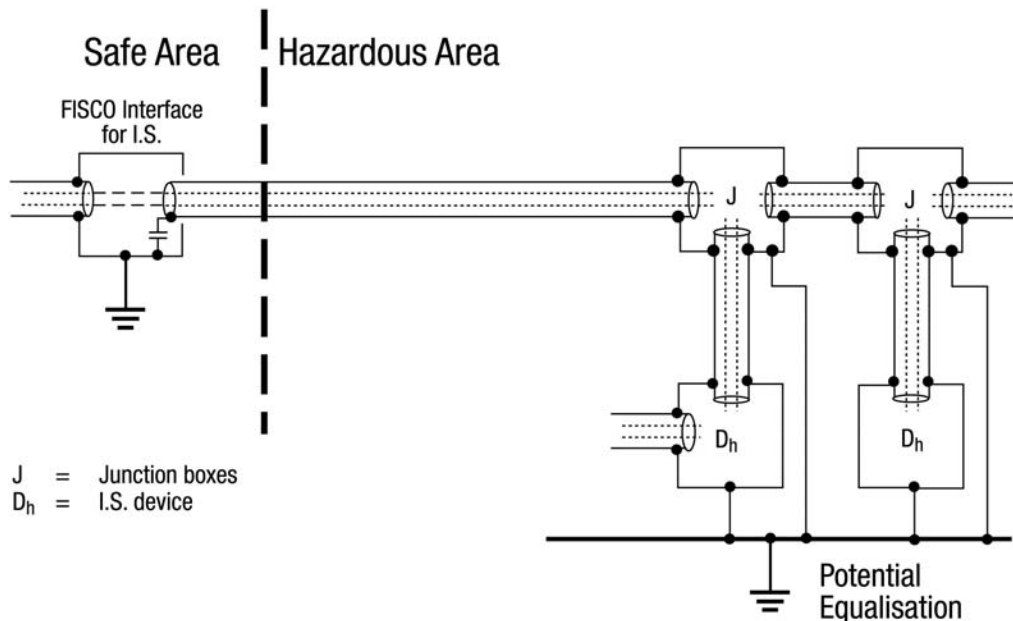 Safe Area
Hazardous Area
FISCO Interface
for I.S.
J
J
Dh
Dh
J = Junction boxes
Dh = I.S. device
Potential
Equalisation